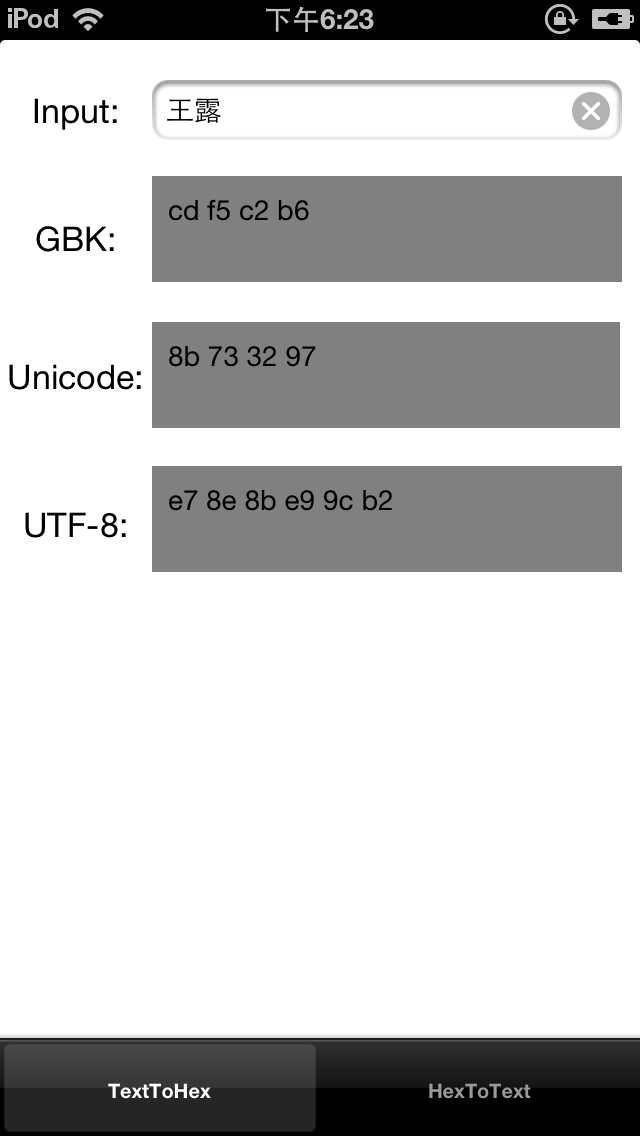 iPod 下午6:23
Input: 王露
GBK: cd f5 c2 b6
Unicode: 8b 73 32 97
UTF-8: e7 8e 8b e9 9c b2
TextToHex HexToText